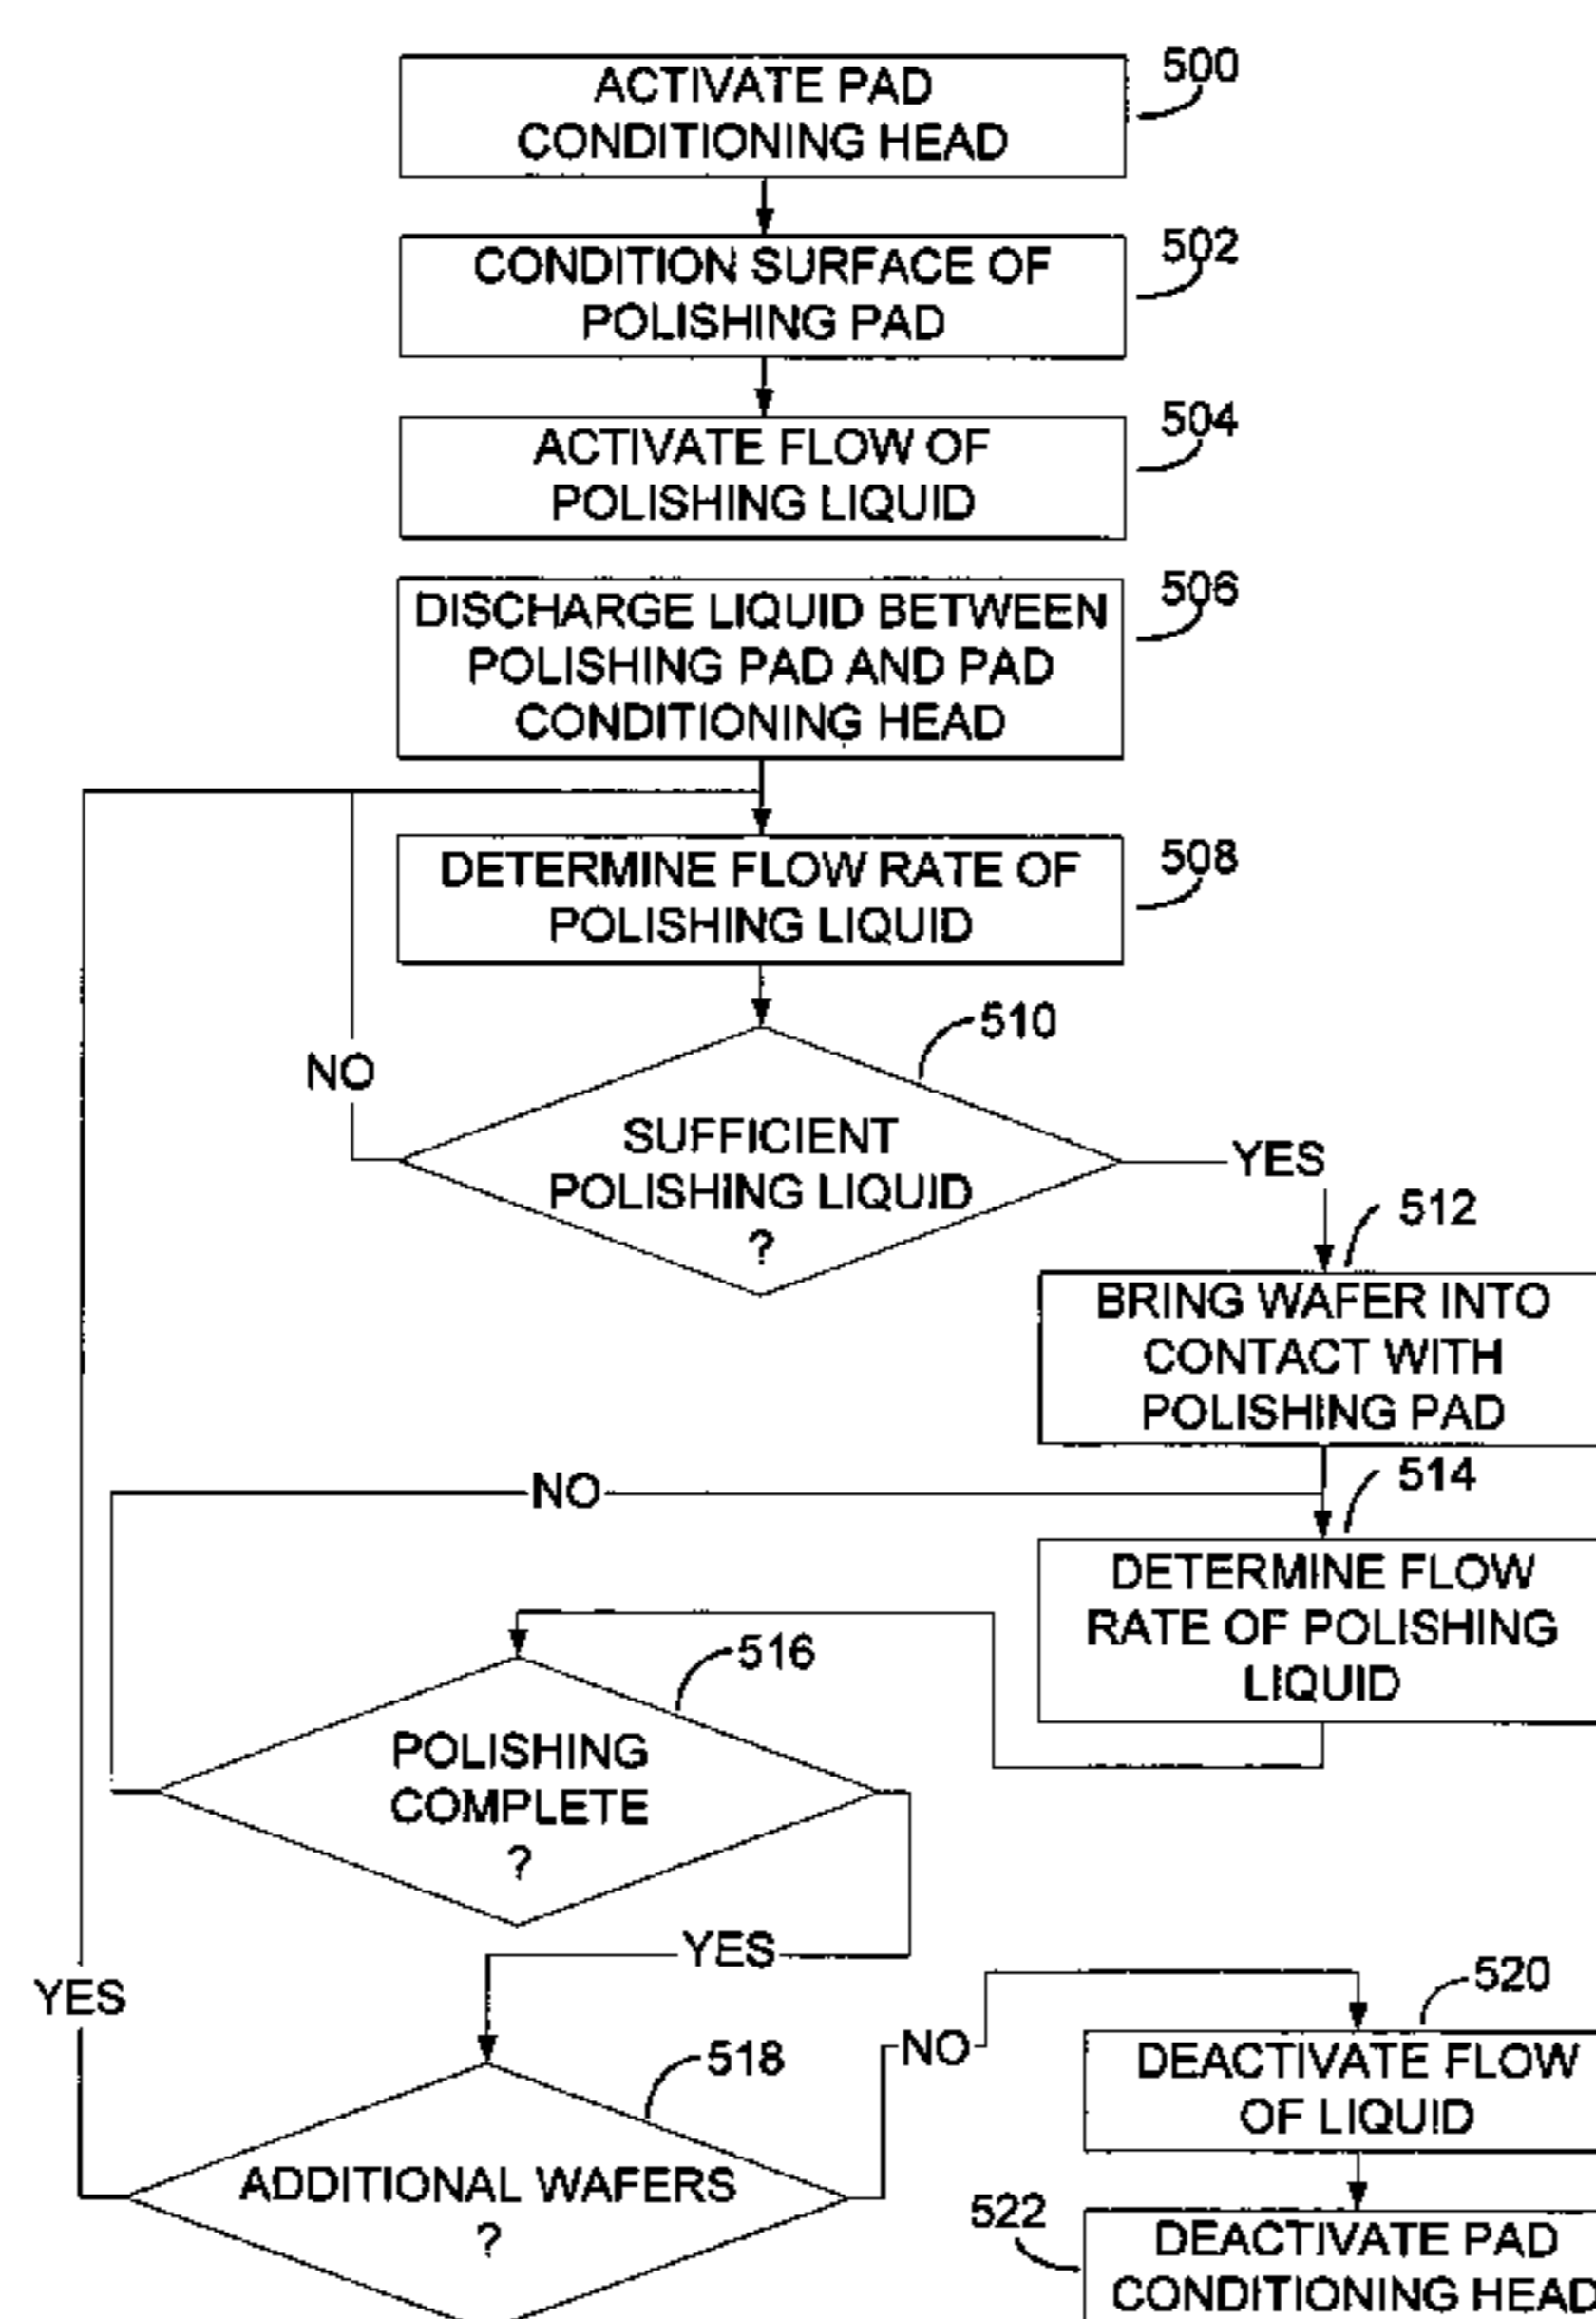 ACTIVATE PAD
CONDITIONING HEAD
500
CONDITION SURFACE OF
POLISHING PAD
502
ACTIVATE FLOW OF
POLISHING LIQUID
504
DISCHARGE LIQUID BETWEEN
POLISHING PAD AND PAD
CONDITIONING HEAD
506
DETERMINE FLOW RATE OF
POLISHING LIQUID
508
510
NO
SUFFICIENT
POLISHING LIQUID
?
YES
512
BRING WAFER INTO
CONTACT WITH
POLISHING PAD
NO
514
DETERMINE FLOW
RATE OF POLISHING
LIQUID
516
POLISHING
COMPLETE
?
YES
YES
518
ADDITIONAL WAFERS
?
NO
520
DEACTIVATE FLOW
OF LIQUID
522
DEACTIVATE PAD
CONDITIONING HEAD